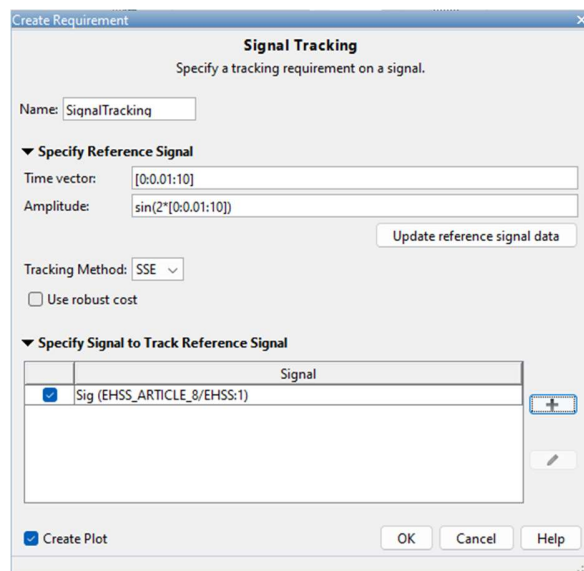 Create Requirement
Signal Tracking
Specify a tracking requirement on a signal.
Name: SignalTracking
Specify Reference Signal
Time vector: [0:0.01:10]
Amplitude: sin(2*[0:0.01:10])
Update reference signal data
Tracking Method: SSE
Use robust cost
Specify Signal to Track Reference Signal
Signal
Sig (EHSS_ARTICLE_8/EHSS:1)
Create Plot OK Cancel Help